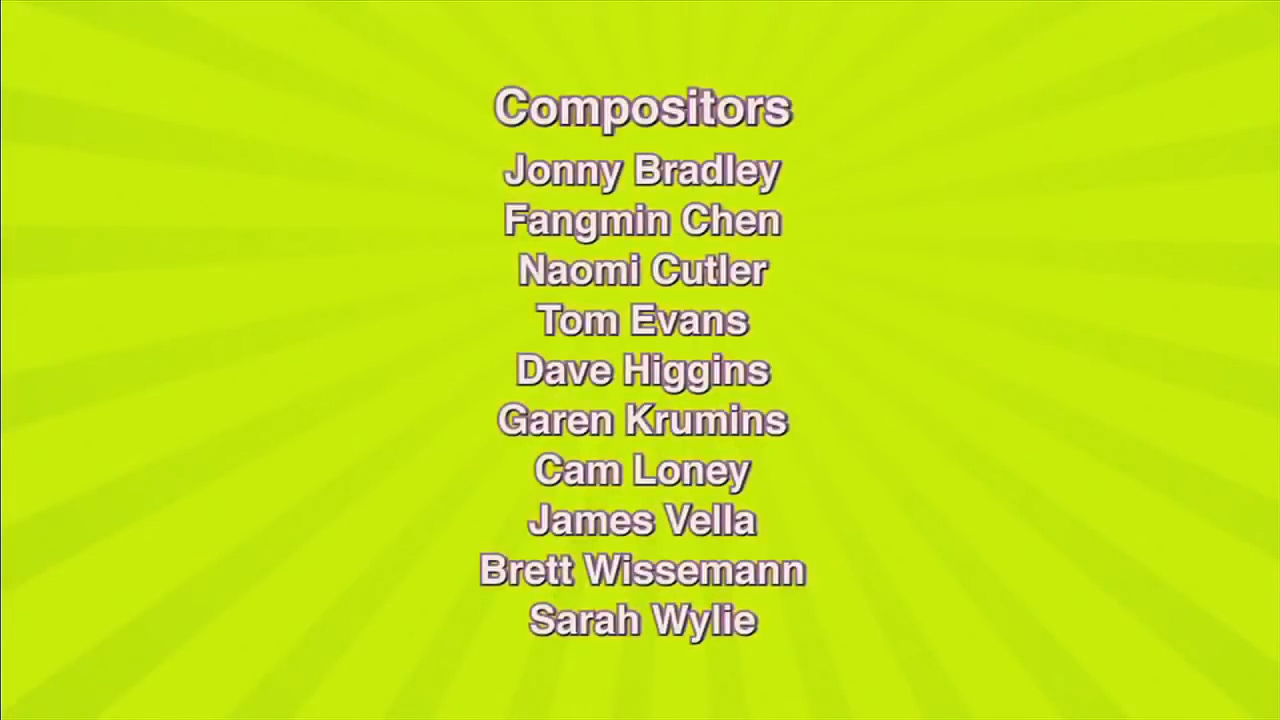 Compositors
Jonny Bradley
Fangmin Chen
Naomi Cutler
Tom Evans
Dave Higgins
Garen Krumins
Cam Loney
James Vella
Brett Wissemann
Sarah Wylie